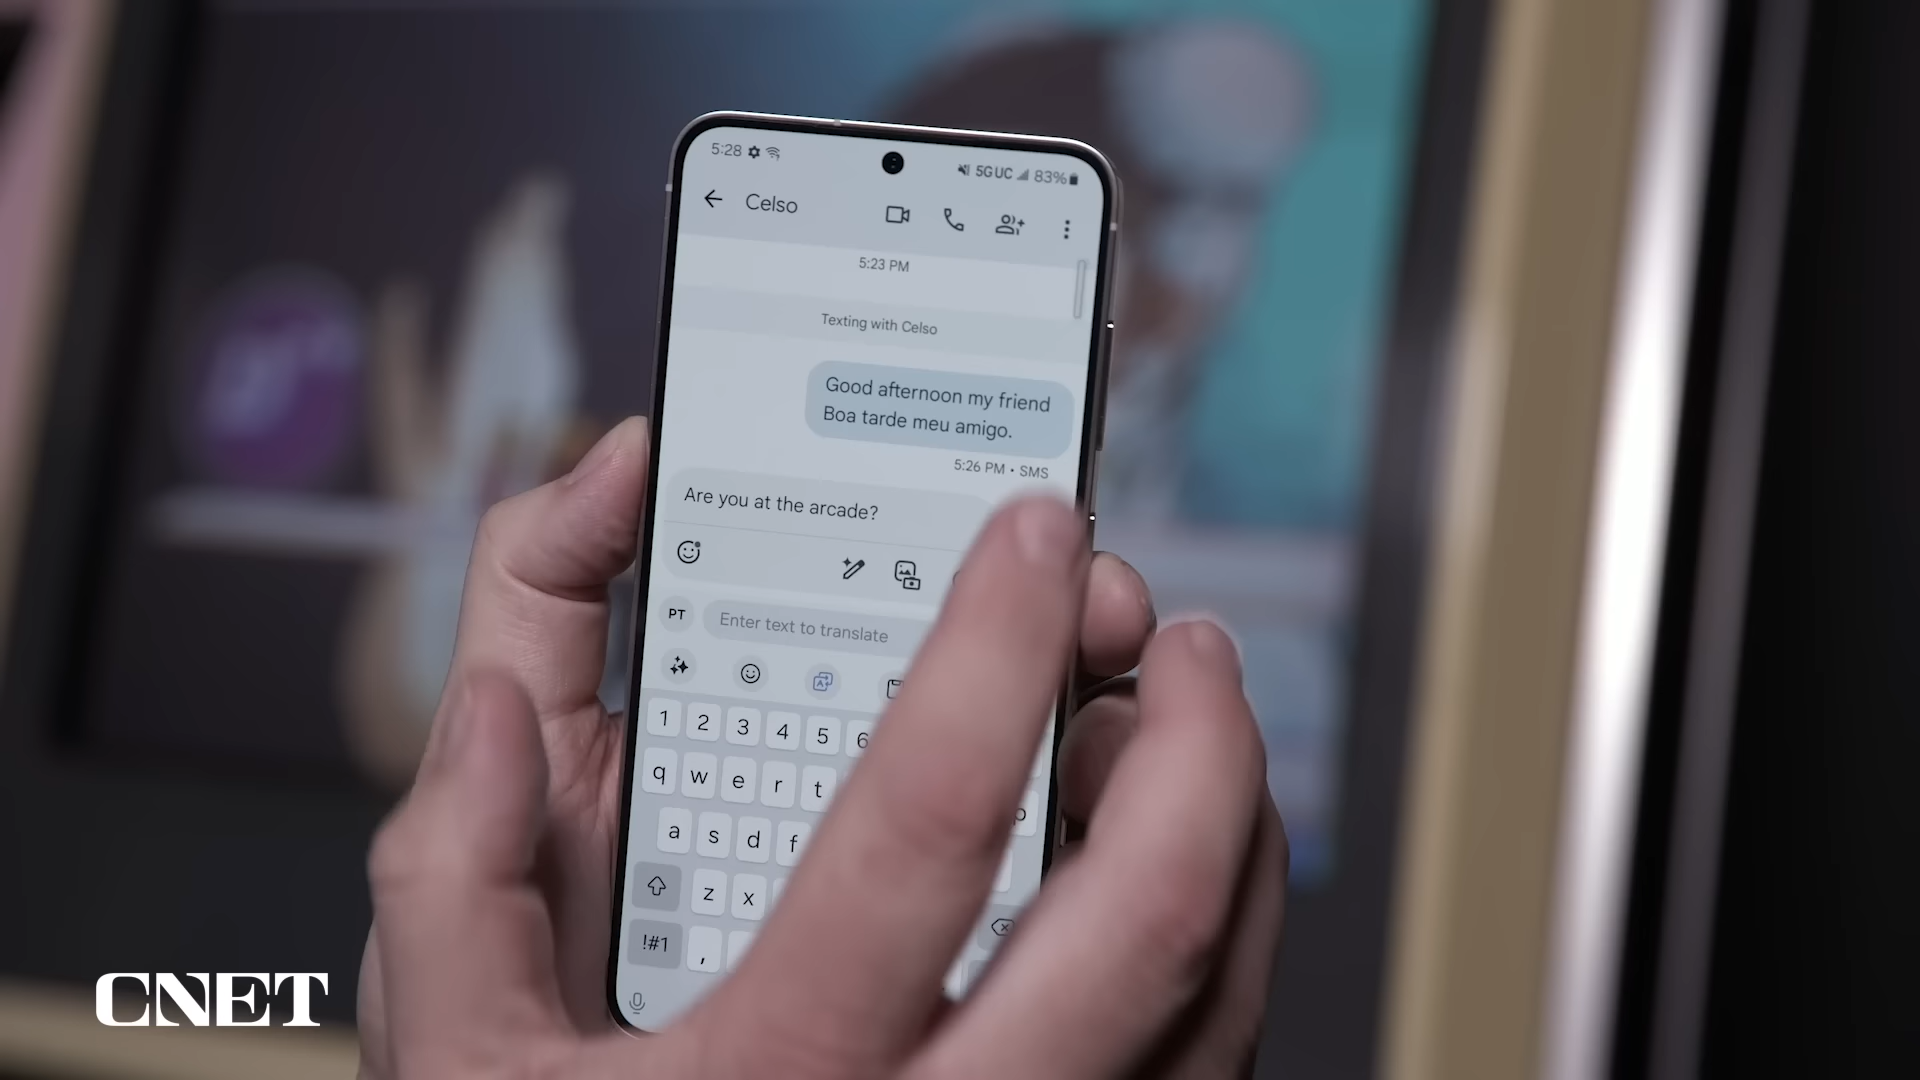 5:28
5GUC 83%
Celso
5:23 PM
Texting with Celso
Good afternoon my friend
Boa tarde meu amigo.
5:26 PM • SMS
Are you at the arcade?
PT
Enter text to translate
1 2 3 4 5 6
q w e r t p
a s d f
z x
!#1 ,
CNET